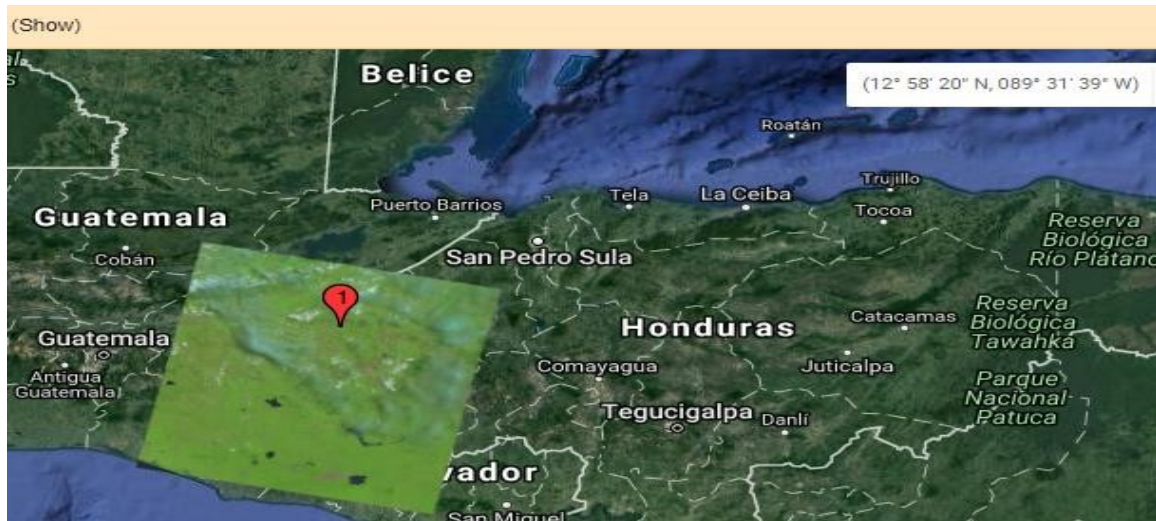 (Show)
Belice
(12° 58' 20" N, 089° 31' 39" W)
Roatán
Trujillo
Tela
La Ceiba
Puerto Barrios
Tocoa
Guatemala
Reserva
Biológica
Río Plátano
Cobán
San Pedro Sula
1
Reserva
Biológica
Tawahka
Honduras
Catacamas
Guatemala
Comayagua
Juticalpa
Antigua
Guatemala
Parque
Nacional
Patuca
Tegucigalpa
Danlí
vador
San Miguel